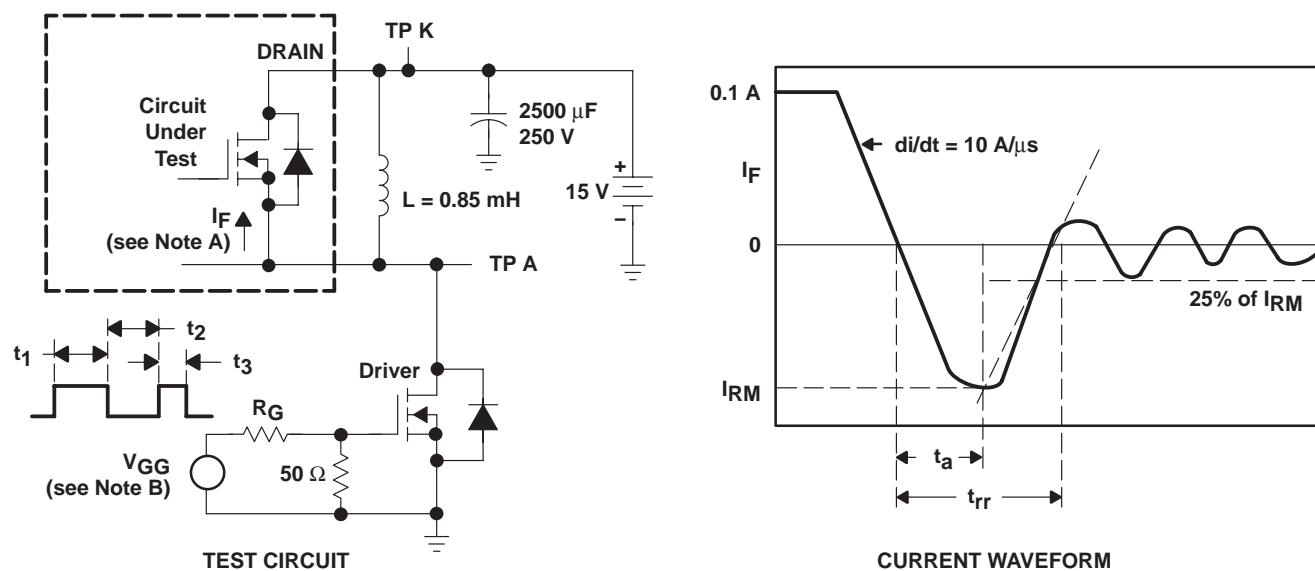 TP K
DRAIN
Circuit
Under
Test
2500 μF
250 V
+
15 V
−
L = 0.85 mH
IF
(see Note A)
TP A
t2
t1
t3
Driver
RG
VGG
(see Note B)
50 Ω
TEST CIRCUIT
0.1 A
di/dt = 10 A/μs
IF
0
25% of IRM
IRM
ta
trr
CURRENT WAVEFORM